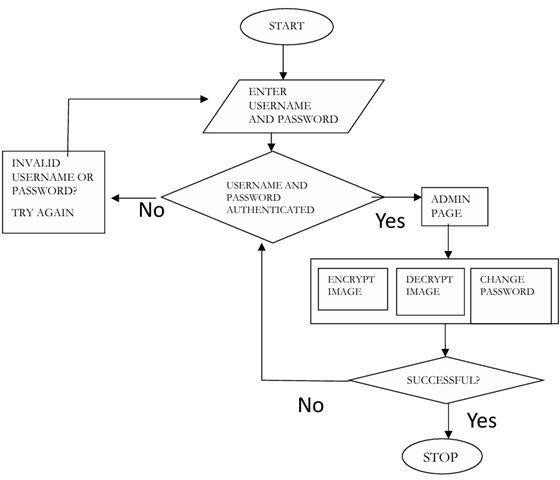 START
ENTER
USERNAME
AND PASSWORD
INVALID
USERNAME OR
PASSWORD?
TRY AGAIN
No
USERNAME AND
PASSWORD
AUTHENTICATED
Yes
ADMIN
PAGE
ENCRYPT
IMAGE
DECRYPT
IMAGE
CHANGE
PASSWORD
SUCCESSFUL?
No
Yes
STOP